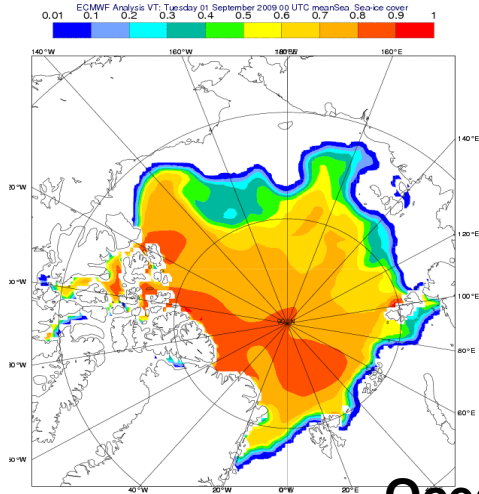 ECMWF Analysis VT: Tuesday 01 September 2009 00 UTC meanSea Sea-ice cover
0.01 0.1 0.2 0.3 0.4 0.5 0.6 0.7 0.8 0.9 1
140°W 160°W 160°E
140°E
120°E
100°E
80°E
60°E
40°W 20°W 0°E 20°E